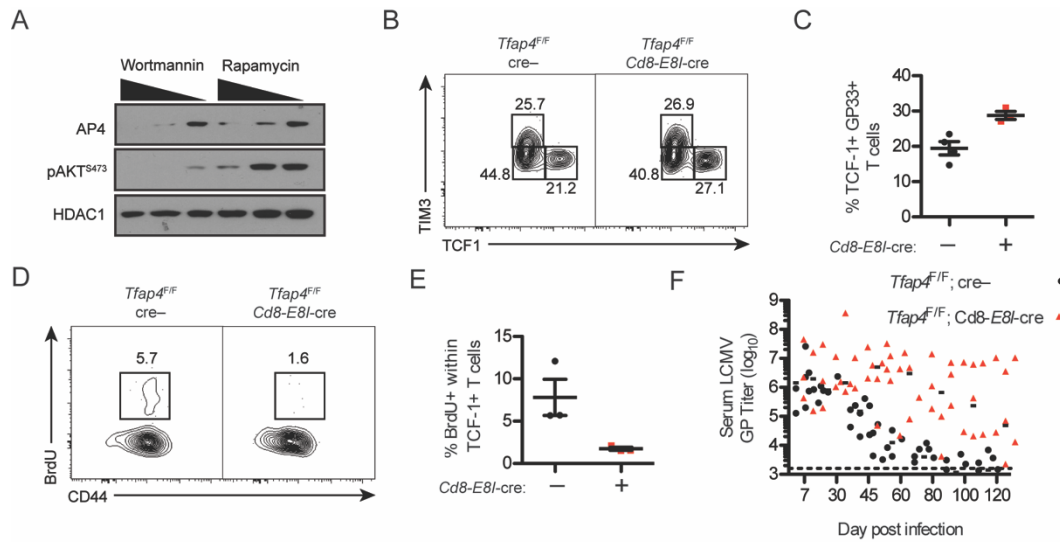 A
Wortmannin Rapamycin
AP4
pAKT^S473
HDAC1
B
Tfap4^F/F
cre–
Tfap4^F/F
Cd8-E8I-cre
25.7
44.8
21.2
26.9
40.8
27.1
TIM3
TCF1
C
% TCF-1+ GP33+
T cells
40
30
20
10
0
Cd8-E8I-cre: – +
D
Tfap4^F/F
cre–
Tfap4^F/F
Cd8-E8I-cre
5.7
1.6
BrdU
CD44
E
% BrdU+ within
TCF-1+ T cells
15
10
5
0
Cd8-E8I-cre: – +
F
Tfap4^F/F; cre–
Tfap4^F/F; Cd8-E8I-cre
Serum LCMV
GP Titer (log10)
9
8
7
6
5
4
3
7 30 45 60 80 100 120
Day post infection